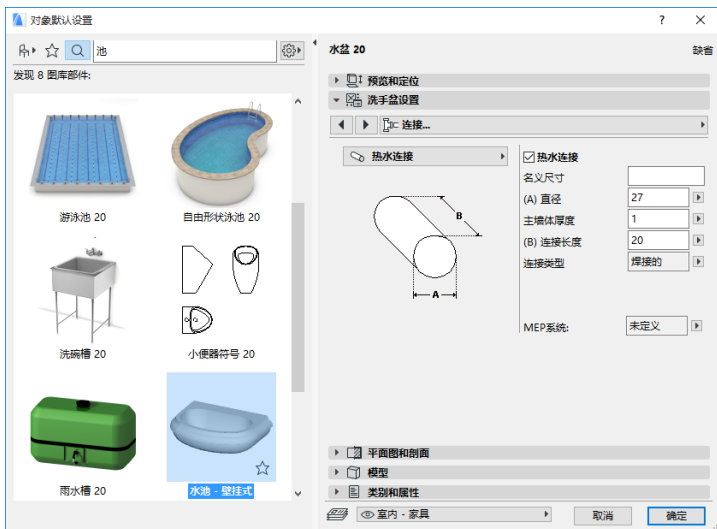 对象默认设置
池
发现 8 图库部件:
游泳池 20
自由形状泳池 20
洗碗槽 20
小便器符号 20
雨水槽 20
水池 - 壁挂式
水盆 20
缺省
预览和定位
洗手盆设置
连接...
热水连接
热水连接
名义尺寸
(A) 直径 27
主墙体厚度 1
(B) 连接长度 20
连接类型 焊接的
MEP系统: 未定义
B
A
平面图和剖面
模型
类别和属性
室内 - 家具
取消
确定